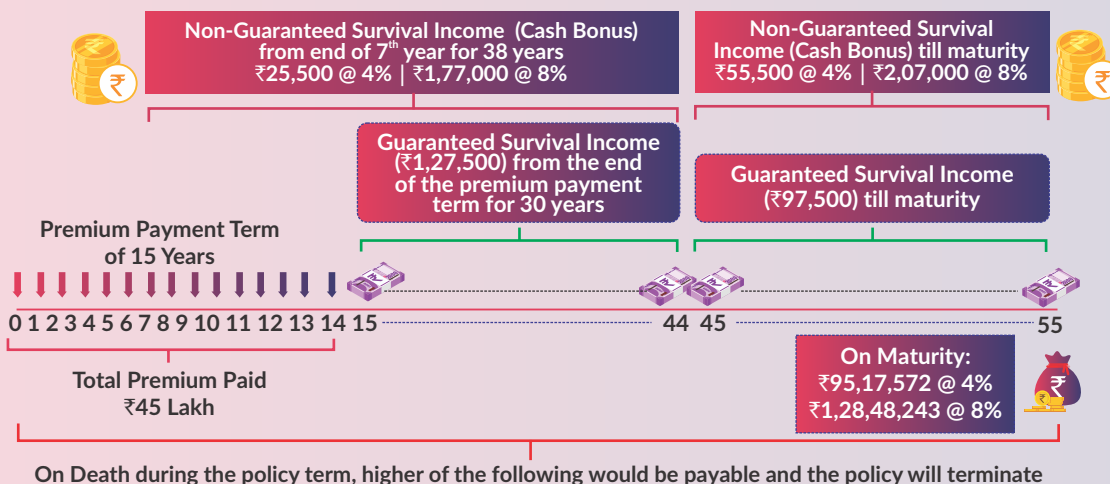 Non-Guaranteed Survival Income (Cash Bonus)
from end of 7th year for 38 years
₹25,500 @ 4% | ₹1,77,000 @ 8%
Non-Guaranteed Survival
Income (Cash Bonus) till maturity
₹55,500 @ 4% | ₹2,07,000 @ 8%
Guaranteed Survival Income
(₹1,27,500) from the end
of the premium payment
term for 30 years
Guaranteed Survival Income
(₹97,500) till maturity
Premium Payment Term
of 15 Years
0 1 2 3 4 5 6 7 8 9 10 11 12 13 14 15 44 45 55
Total Premium Paid
₹45 Lakh
On Maturity:
₹95,17,572 @ 4%
₹1,28,48,243 @ 8%
On Death during the policy term, higher of the following would be payable and the policy will terminate